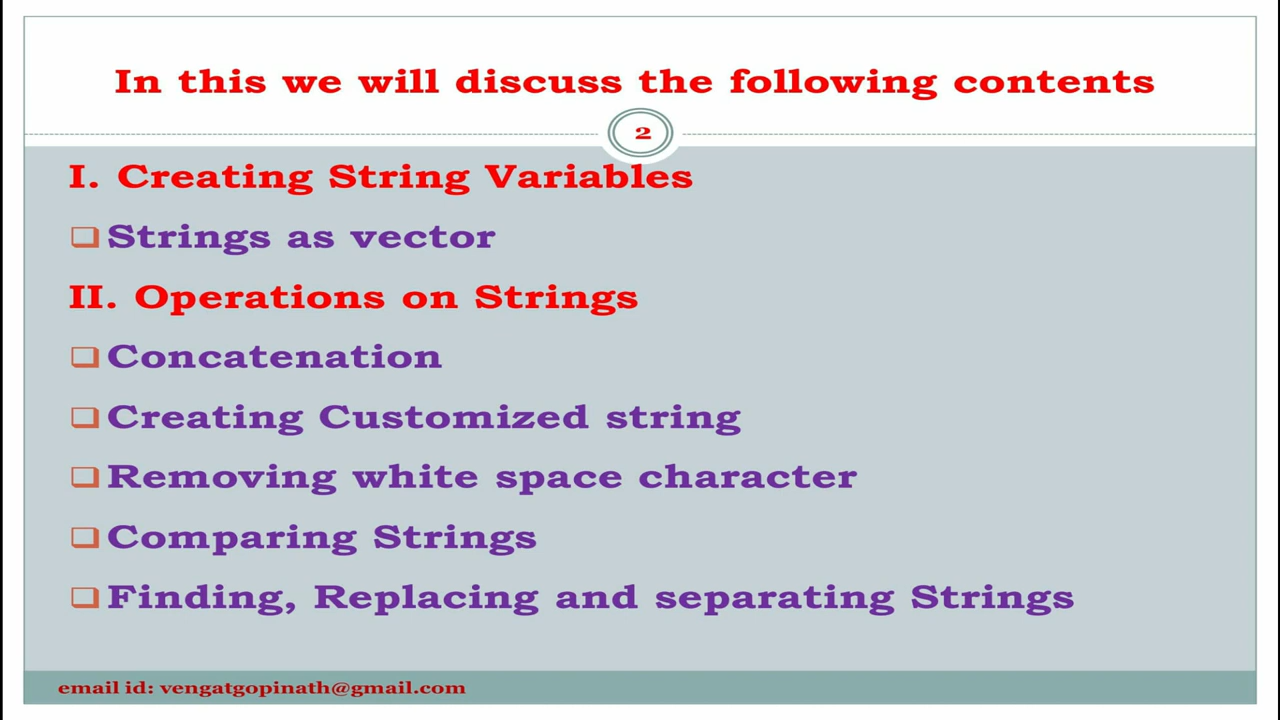 In this we will discuss the following contents
2
I. Creating String Variables
Strings as vector
II. Operations on Strings
Concatenation
Creating Customized string
Removing white space character
Comparing Strings
Finding, Replacing and separating Strings
email id: vengatgopinath@gmail.com